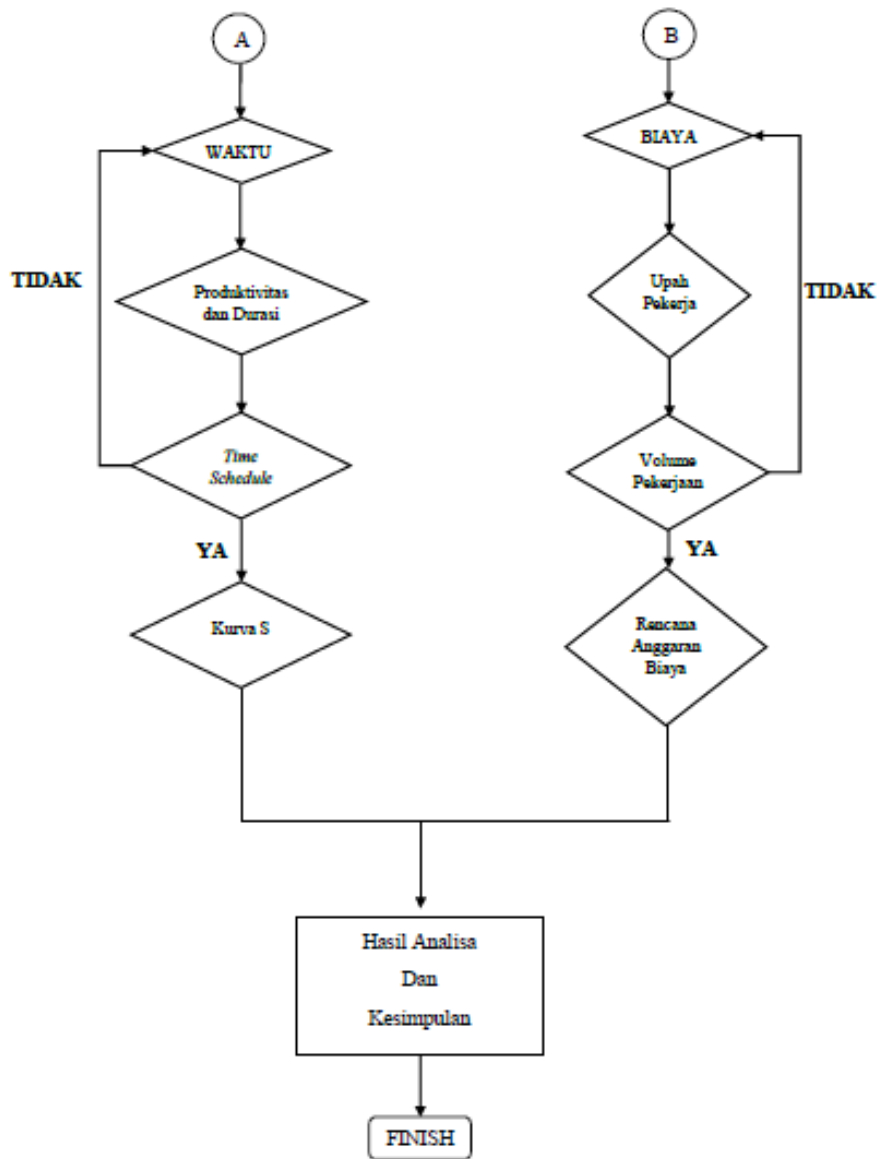 A
WAKTU
TIDAK
Produktivitas
dan Durasi
Time
Schedule
YA
Kurva S
B
BIAYA
Upah
Pekerja
TIDAK
Volume
Pekerjaan
YA
Rencana
Anggaran
Biaya
Hasil Analisa
Dan
Kesimpulan
FINISH